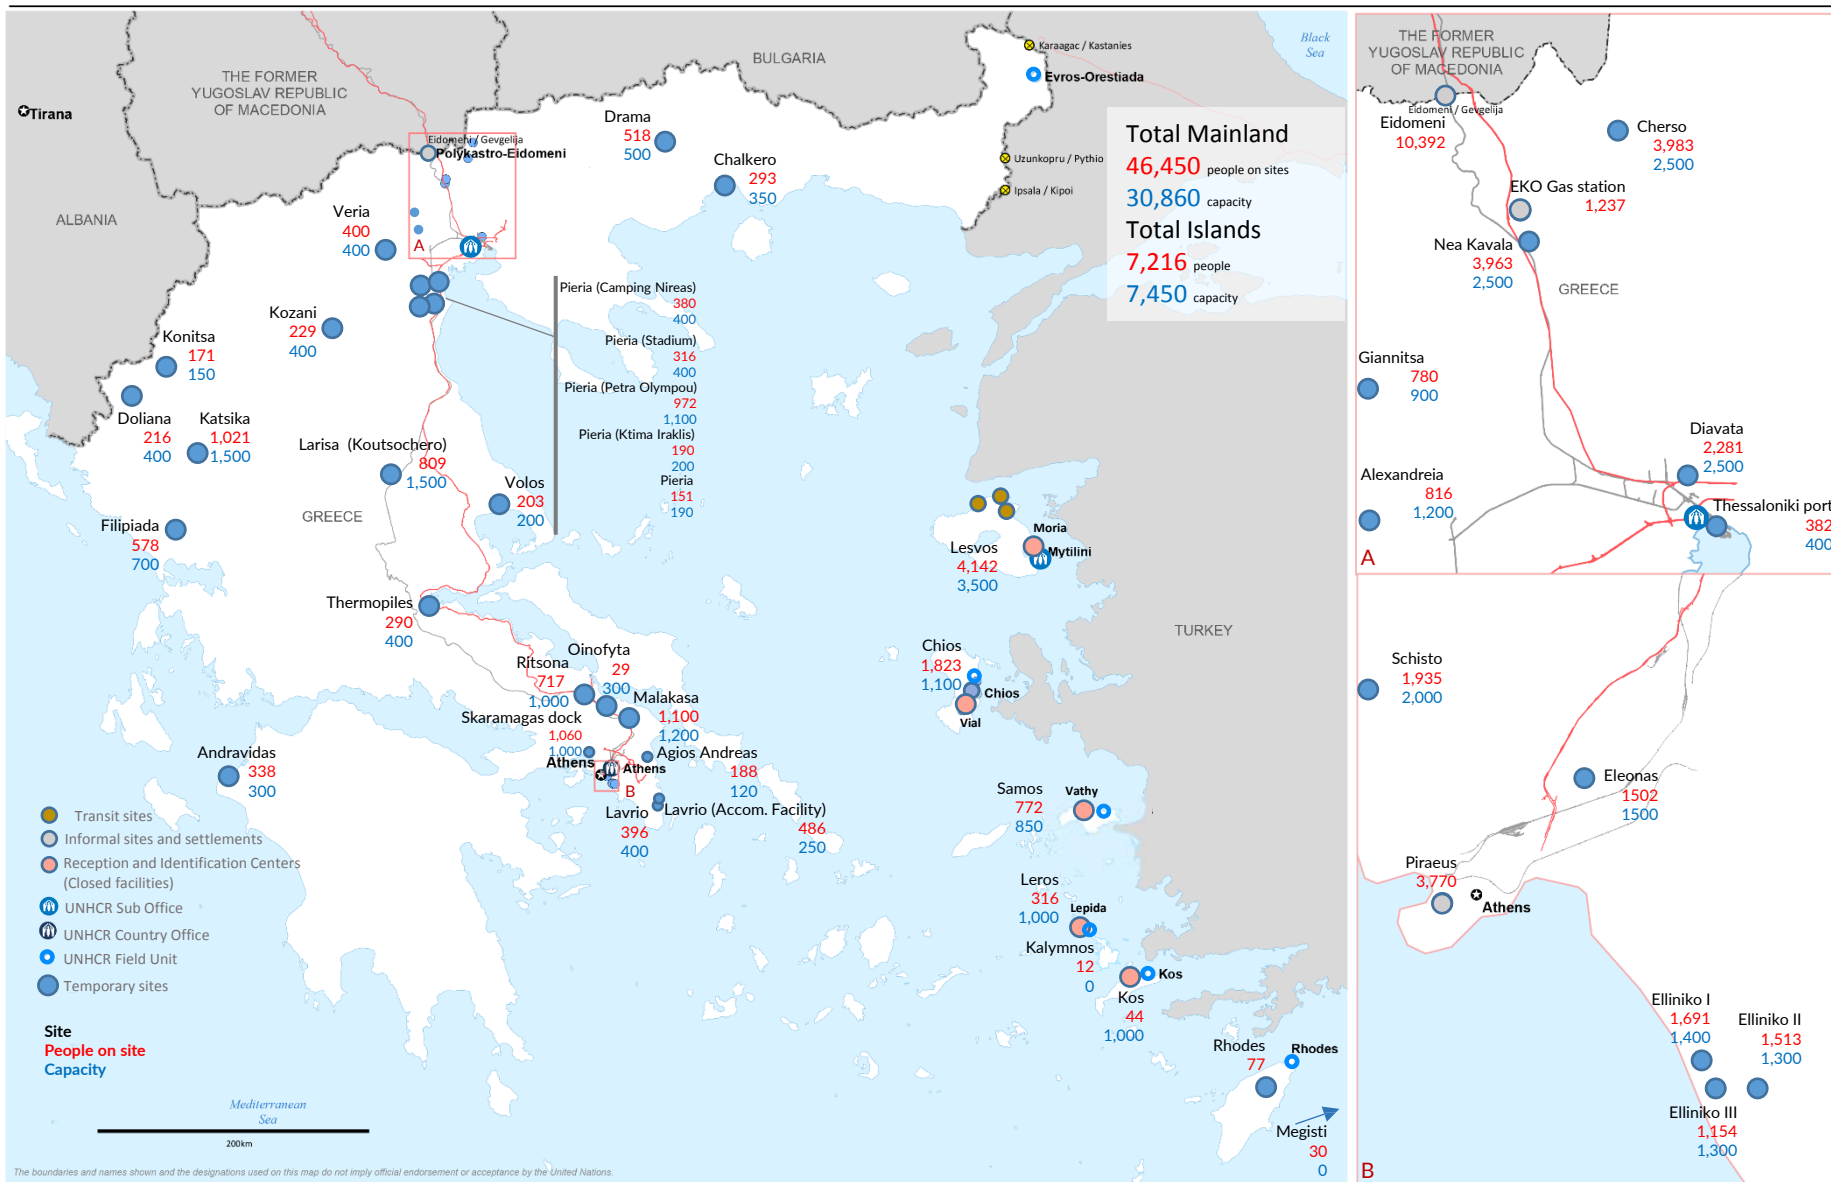 THE FORMER
YUGOSLAV REPUBLIC
OF MACEDONIA
BULGARIA
Black
Sea
Tirana
ALBANIA
Karaagac / Kastanies
Evros-Orestiada
Uzunkopru / Pythio
Ipsala / Kipoi
Eidomeni / Gevgelija
Polykastro-Eidomeni
A
Drama
518
500
Chalkero
293
350
Total Mainland
46,450 people on sites
30,860 capacity
Total Islands
7,216 people
7,450 capacity
Veria
400
400
Kozani
229
400
Konitsa
171
150
Doliana
216
400
Katsika
1,021
1,500
Pieria (Camping Nireas)
380
400
Pieria (Stadium)
316
400
Pieria (Petra Olympou)
972
1,100
Pieria (Ktima Iraklis)
190
200
Pieria
151
190
Larisa (Koutsochero)
809
1,500
Volos
203
200
GREECE
Filipiada
578
700
Thermopiles
290
400
Oinofyta
29
300
Ritsona
717
1,000
Malakasa
1,100
1,200
Skaramagas dock
1,060
1,000
Athens
Athens
B
Agios Andreas
188
120
Lavrio
396
400
Lavrio (Accom. Facility)
486
250
Andravidas
338
300
Moria
Mytilini
Lesvos
4,142
3,500
TURKEY
Chios
1,823
1,100
Chios
Vial
Samos
772
850
Vathy
Leros
316
1,000
Lepida
Kalymnos
12
0
Kos
Kos
44
1,000
Rhodes
77
Rhodes
Megisti
30
0
Transit sites
Informal sites and settlements
Reception and Identification Centers
(Closed facilities)
UNHCR Sub Office
UNHCR Country Office
UNHCR Field Unit
Temporary sites
Site
People on site
Capacity
Mediterranean
Sea
200km
The boundaries and names shown and the designations used on this map do not imply official endorsement or acceptance by the United Nations.
THE FORMER
YUGOSLAV REPUBLIC
OF MACEDONIA
Eidomeni / Gevgelija
Eidomeni
10,392
Cherso
3,983
2,500
EKO Gas station
1,237
Nea Kavala
3,963
2,500
GREECE
Giannitsa
780
900
Alexandreia
816
1,200
Diavata
2,281
2,500
Thessaloniki port
382
400
A
Schisto
1,935
2,000
Eleonas
1502
1500
Piraeus
3,770
Athens
Elliniko I
1,691
1,400
Elliniko II
1,513
1,300
Elliniko III
1,154
1,300
B